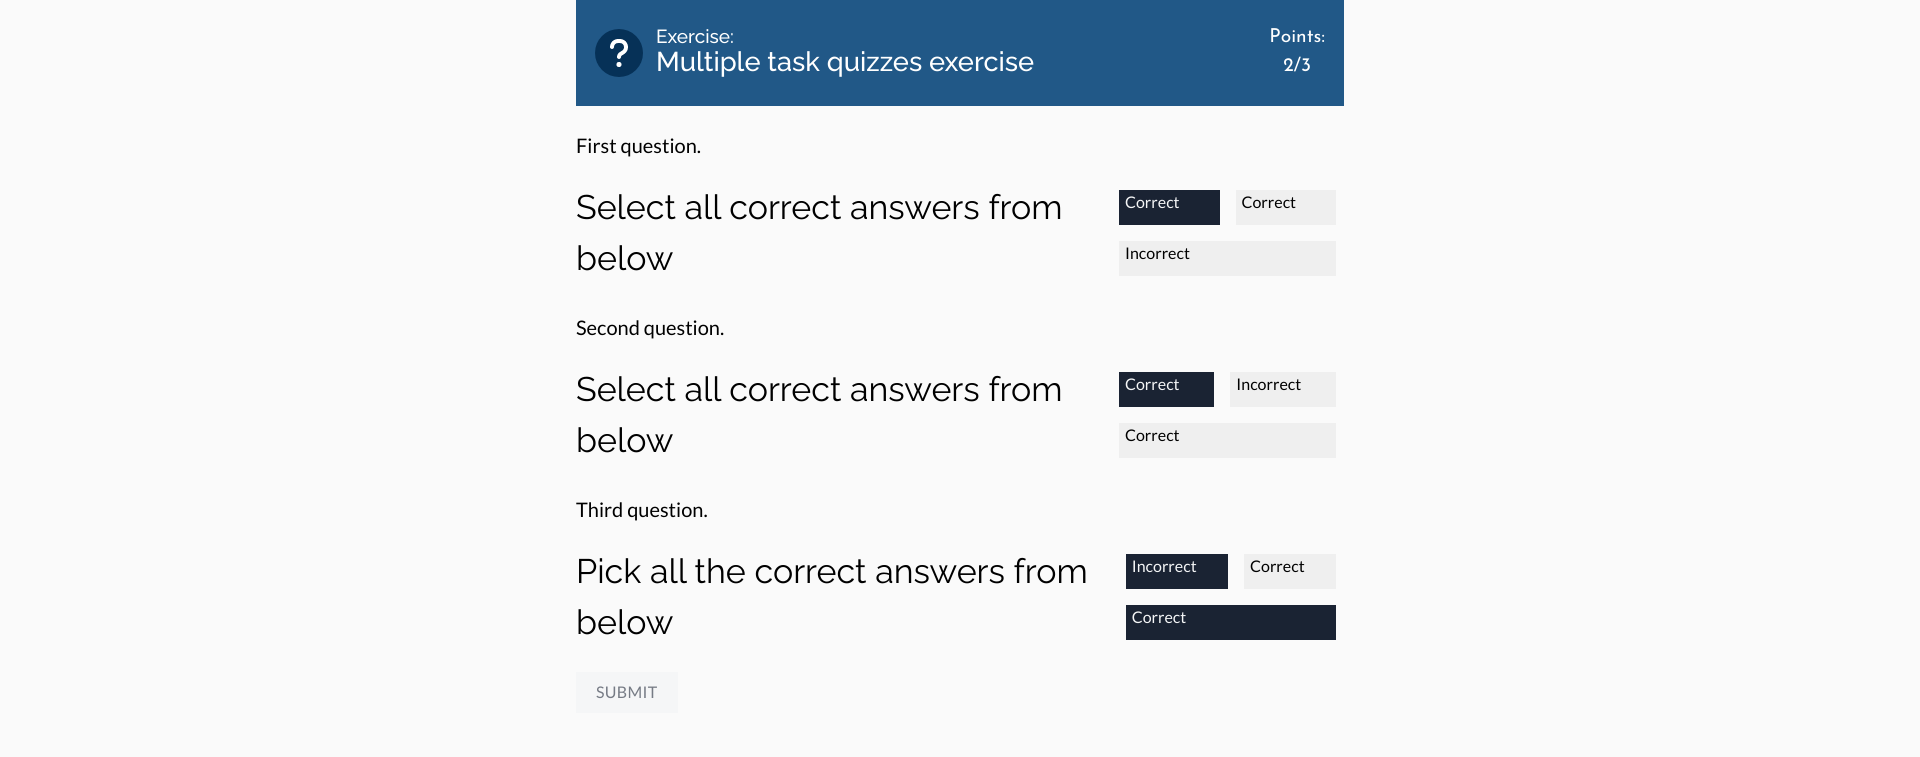 ?
Exercise:
Multiple task quizzes exercise
Points:
2/3
First question.
Select all correct answers from
below
Correct
Correct
Incorrect
Second question.
Select all correct answers from
below
Correct
Incorrect
Correct
Third question.
Pick all the correct answers from
below
Incorrect
Correct
Correct
SUBMIT